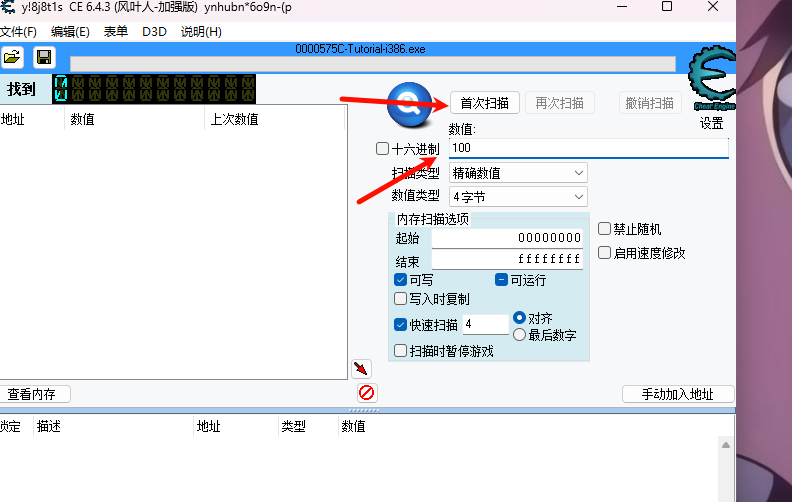 y!8j8t1s CE 6.4.3 (风叶人-加强版) ynhubn*6o9n-(p
文件(F) 编辑(E) 表单 D3D 说明(H)
0000575C-Tutorial-i386.exe
找到 0
首次扫描 再次扫描 撤销扫描
Cheat Engine
设置
地址 数值 上次数值
数值:
十六进制 100
扫描类型 精确数值
数值类型 4 字节
内存扫描选项
起始 00000000
结束 ffffffff
可写 可运行
写入时复制
快速扫描 4 对齐
最后数字
扫描时暂停游戏
禁止随机
启用速度修改
查看内存 手动加入地址
锁定 描述 地址 类型 数值